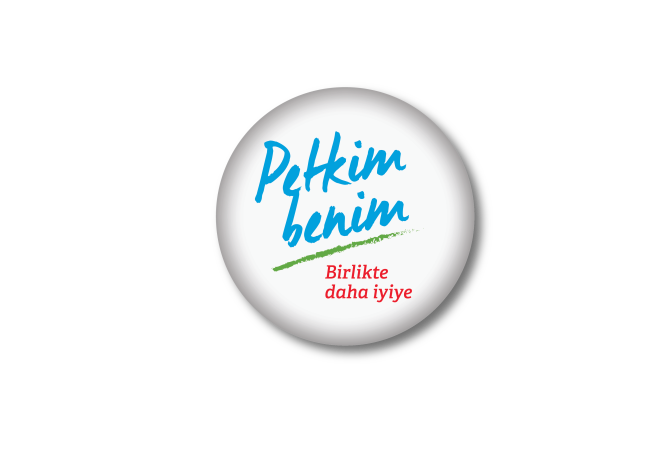 Petkim
benim
Birlikte
daha iyiye